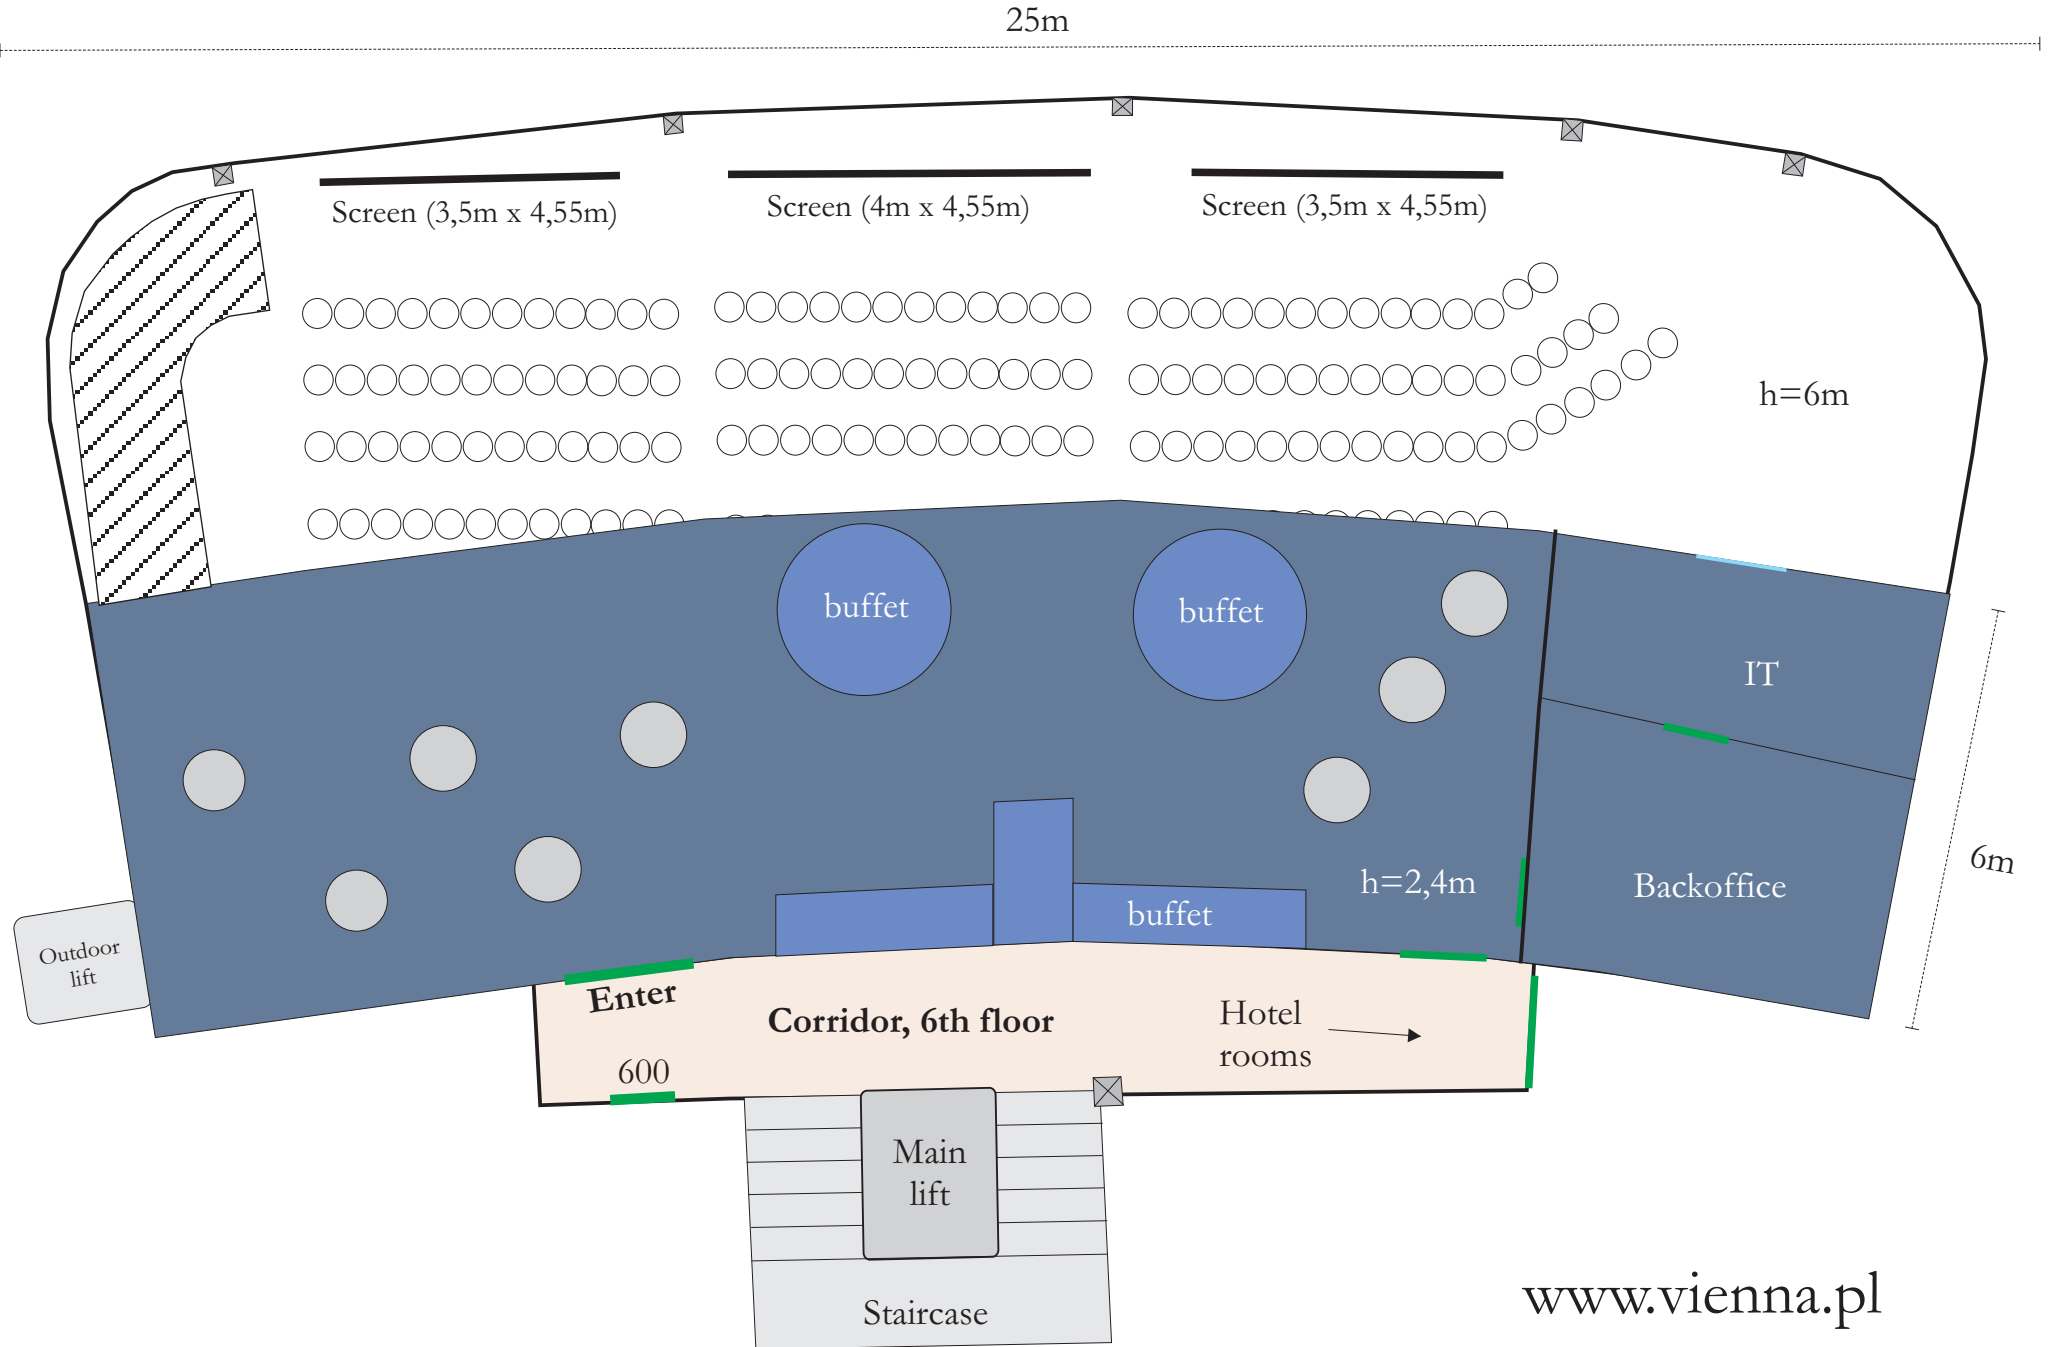 25m
Screen (3,5m x 4,55m)
Screen (4m x 4,55m)
Screen (3,5m x 4,55m)
h=6m
buffet
buffet
IT
6m
h=2,4m
Backoffice
buffet
Outdoor
lift
Enter
Corridor, 6th floor
Hotel
rooms
600
Main
lift
Staircase
www.vienna.pl